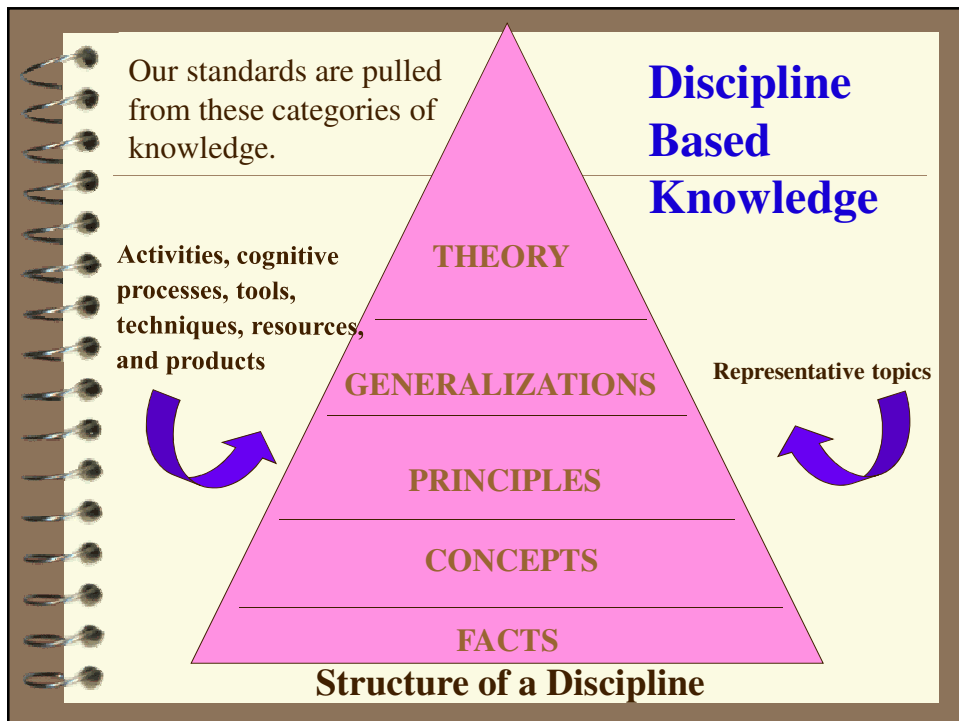 Our standards are pulled
from these categories of
knowledge.
Discipline
Based
Knowledge
Activities, cognitive
processes, tools,
techniques, resources,
and products
Representative topics
THEORY
GENERALIZATIONS
PRINCIPLES
CONCEPTS
FACTS
Structure of a Discipline